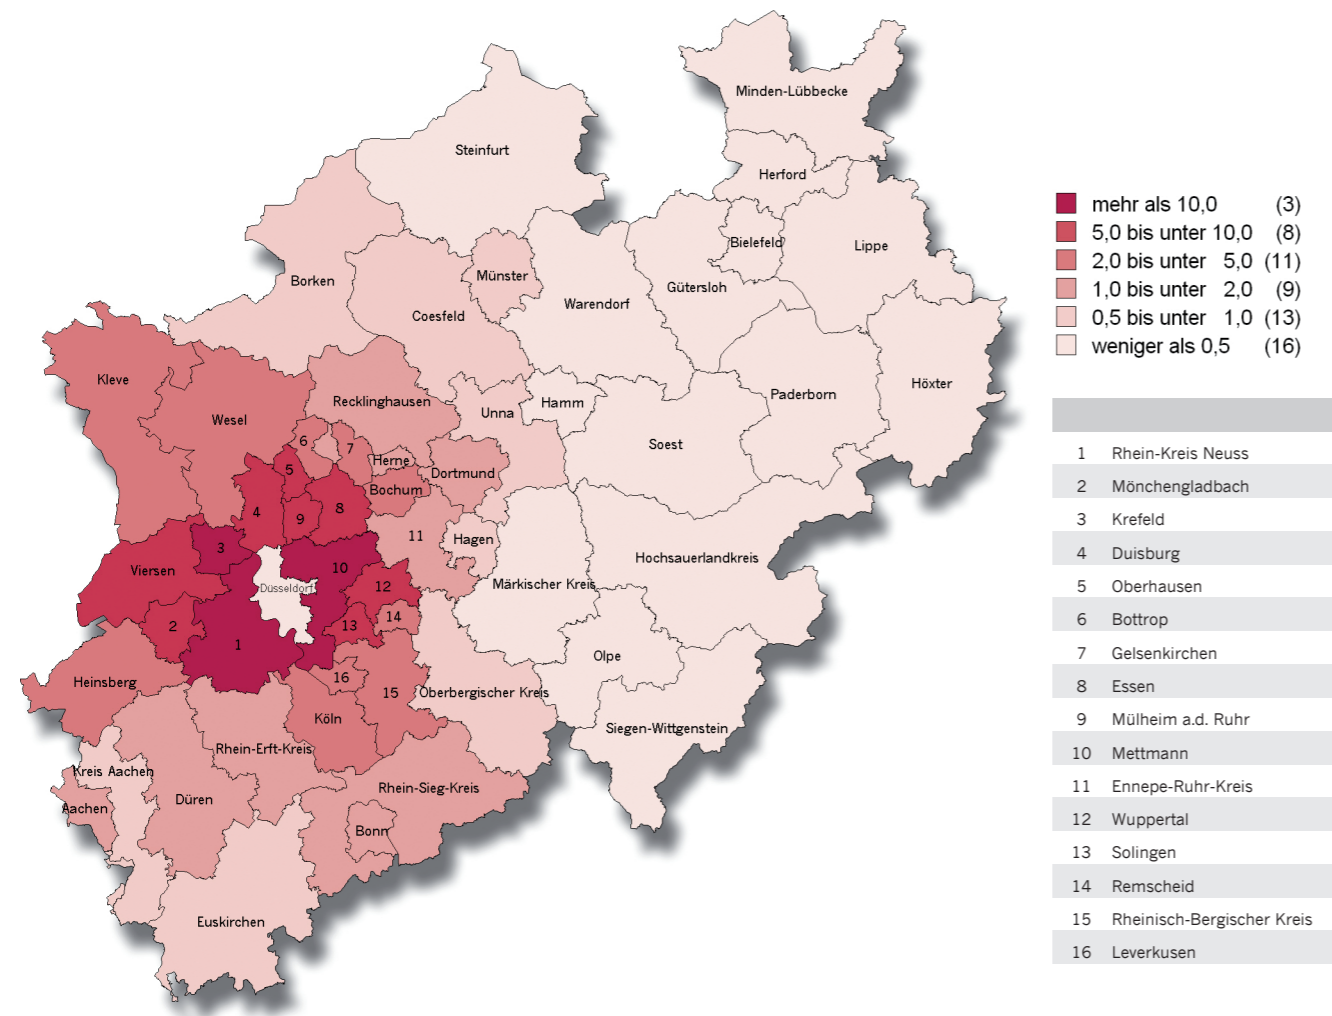 Minden-Lübbecke
Steinfurt
Herford
Bielefeld
Lippe
Borken
Münster
Gütersloh
Coesfeld
Warendorf
Kleve
Höxter
Paderborn
Recklinghausen
Hamm
Unna
Wesel
Soest
6
7
Herne
5
Dortmund
Bochum
4
8
9
11
Hagen
3
Hochsauerlandkreis
10
Viersen
Märkischer Kreis
12
Düsseldorf
14
2
13
1
Olpe
16
Heinsberg
15
Oberbergischer Kreis
Köln
Siegen-Wittgenstein
Rhein-Erft-Kreis
Kreis Aachen
Rhein-Sieg-Kreis
Düren
Aachen
Bonn
Euskirchen
mehr als 10,0 (3)
5,0 bis unter 10,0 (8)
2,0 bis unter 5,0 (11)
1,0 bis unter 2,0 (9)
0,5 bis unter 1,0 (13)
weniger als 0,5 (16)
1 Rhein-Kreis Neuss
2 Mönchengladbach
3 Krefeld
4 Duisburg
5 Oberhausen
6 Bottrop
7 Gelsenkirchen
8 Essen
9 Mülheim a.d. Ruhr
10 Mettmann
11 Ennepe-Ruhr-Kreis
12 Wuppertal
13 Solingen
14 Remscheid
15 Rheinisch-Bergischer Kreis
16 Leverkusen